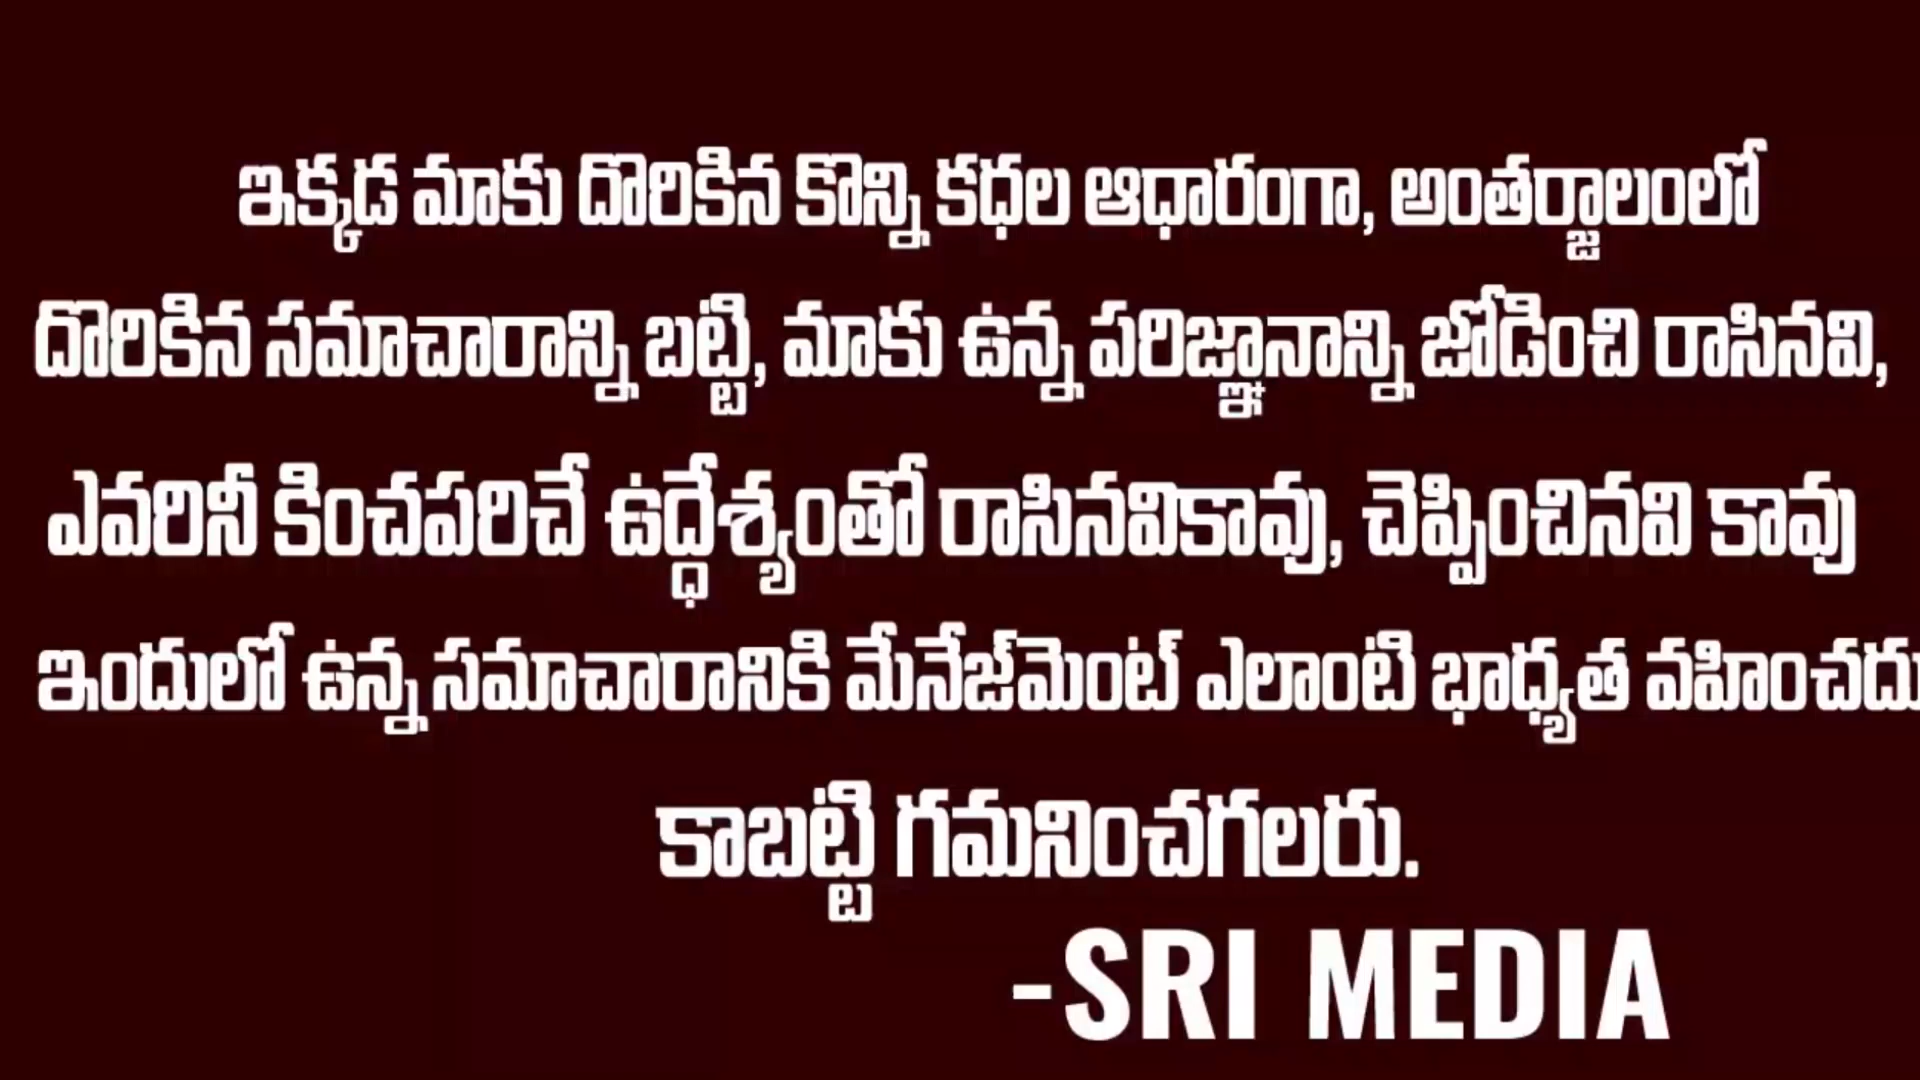 ఇక్కడ మాకు దొరికిన కొన్ని కధల ఆధారంగా, అంతర్జాలంలో
దొరికిన సమాచారాన్ని బట్టి, మాకు ఉన్న పరిజ్ఞానాన్ని జోడించి రాసినవి,
ఎవరినీ కించపరిచే ఉద్ధేశ్యంతో రాసినవికావు, చెప్పించినవి కావు
ఇందులో ఉన్న సమాచారానికి మేనేజ్‌మెంట్ ఎలాంటి భాధ్యత వహించదు
కాబట్టి గమనించగలరు.
-SRI MEDIA